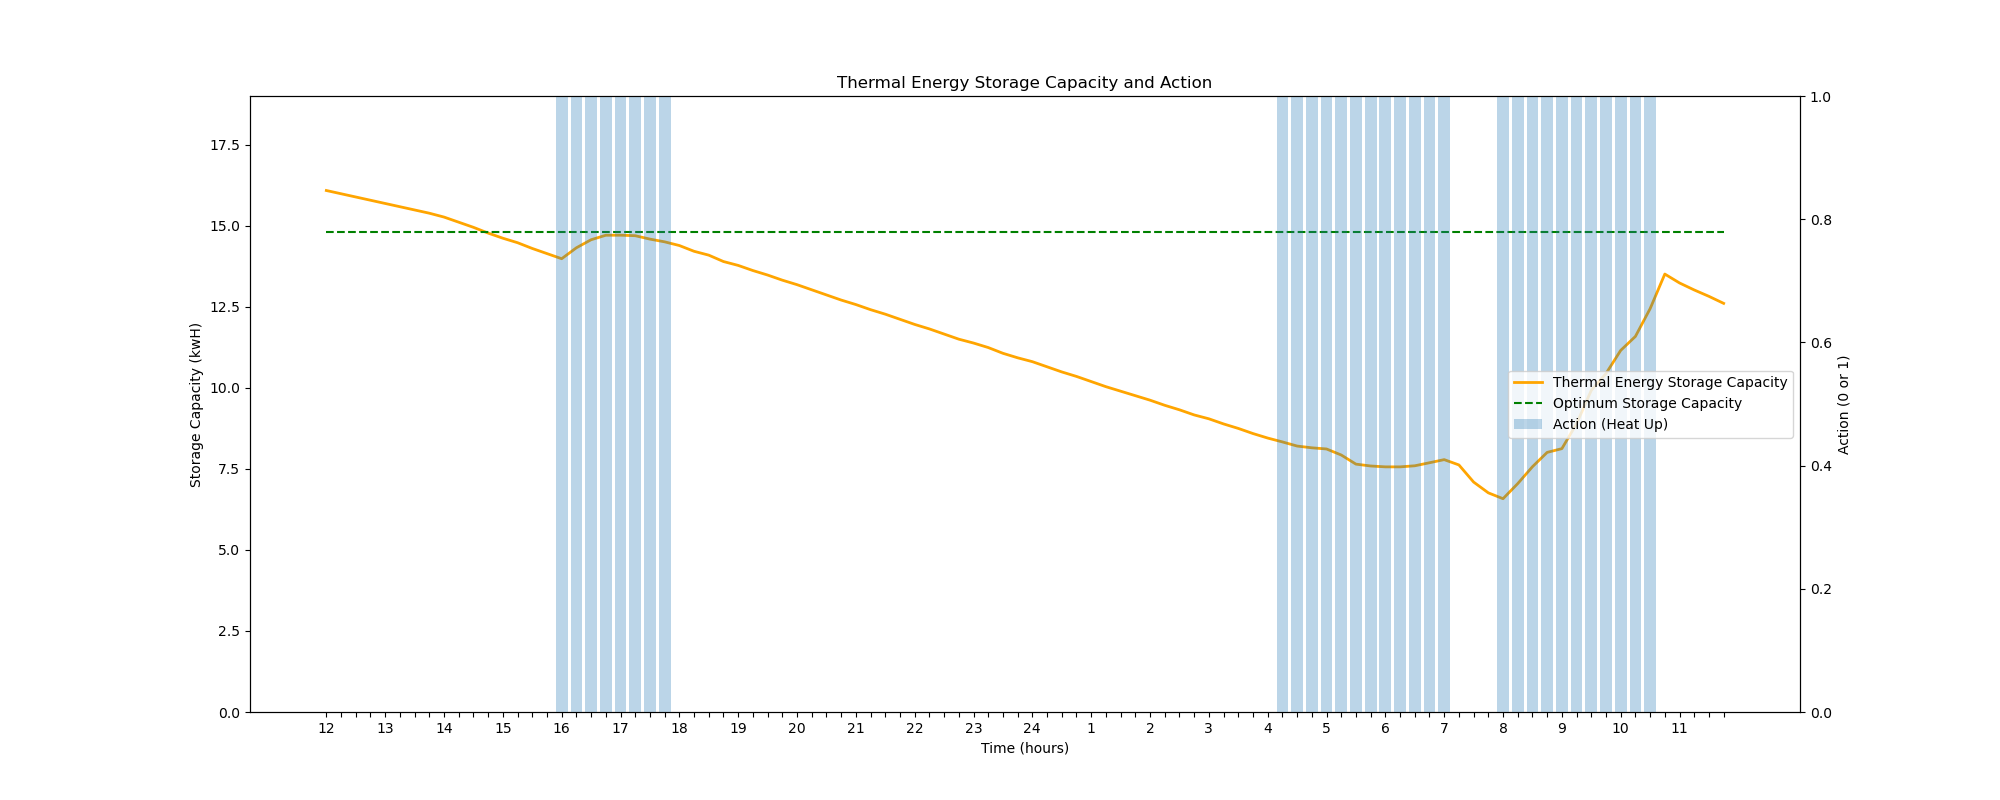 Thermal Energy Storage Capacity and Action
Storage Capacity (kwH)
17.5
15.0
12.5
10.0
7.5
5.0
2.5
0.0
1.0
0.8
0.6
0.4
0.2
0.0
Action (0 or 1)
Thermal Energy Storage Capacity
Optimum Storage Capacity
Action (Heat Up)
12 13 14 15 16 17 18 19 20 21 22 23 24 1 2 3 4 5 6 7 8 9 10 11
Time (hours)